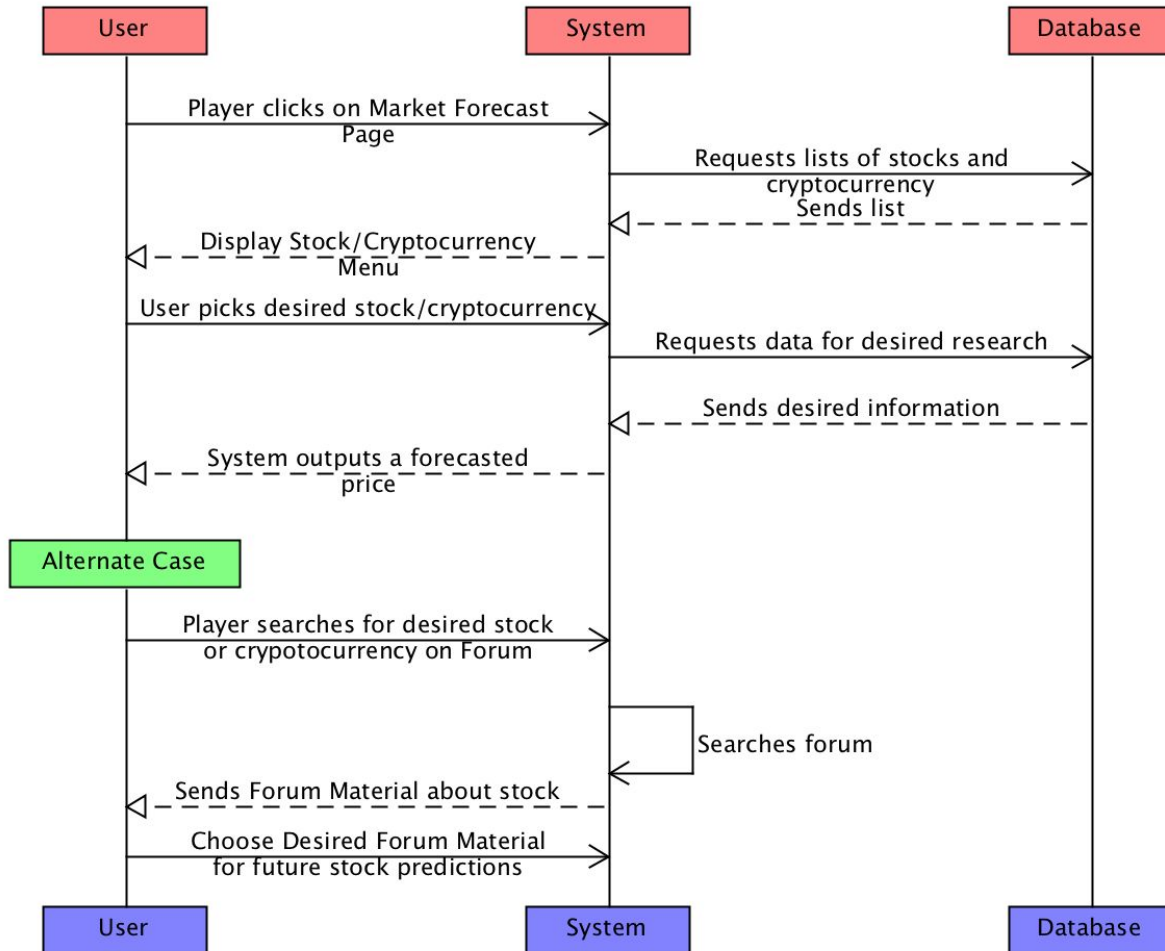 User
System
Database
Player clicks on Market Forecast
Page
Requests lists of stocks and
cryptocurrency
Sends list
Display Stock/Cryptocurrency
Menu
User picks desired stock/cryptocurrency
Requests data for desired research
Sends desired information
System outputs a forecasted
price
Alternate Case
Player searches for desired stock
or crypotocurrency on Forum
Searches forum
Sends Forum Material about stock
Choose Desired Forum Material
for future stock predictions
User
System
Database